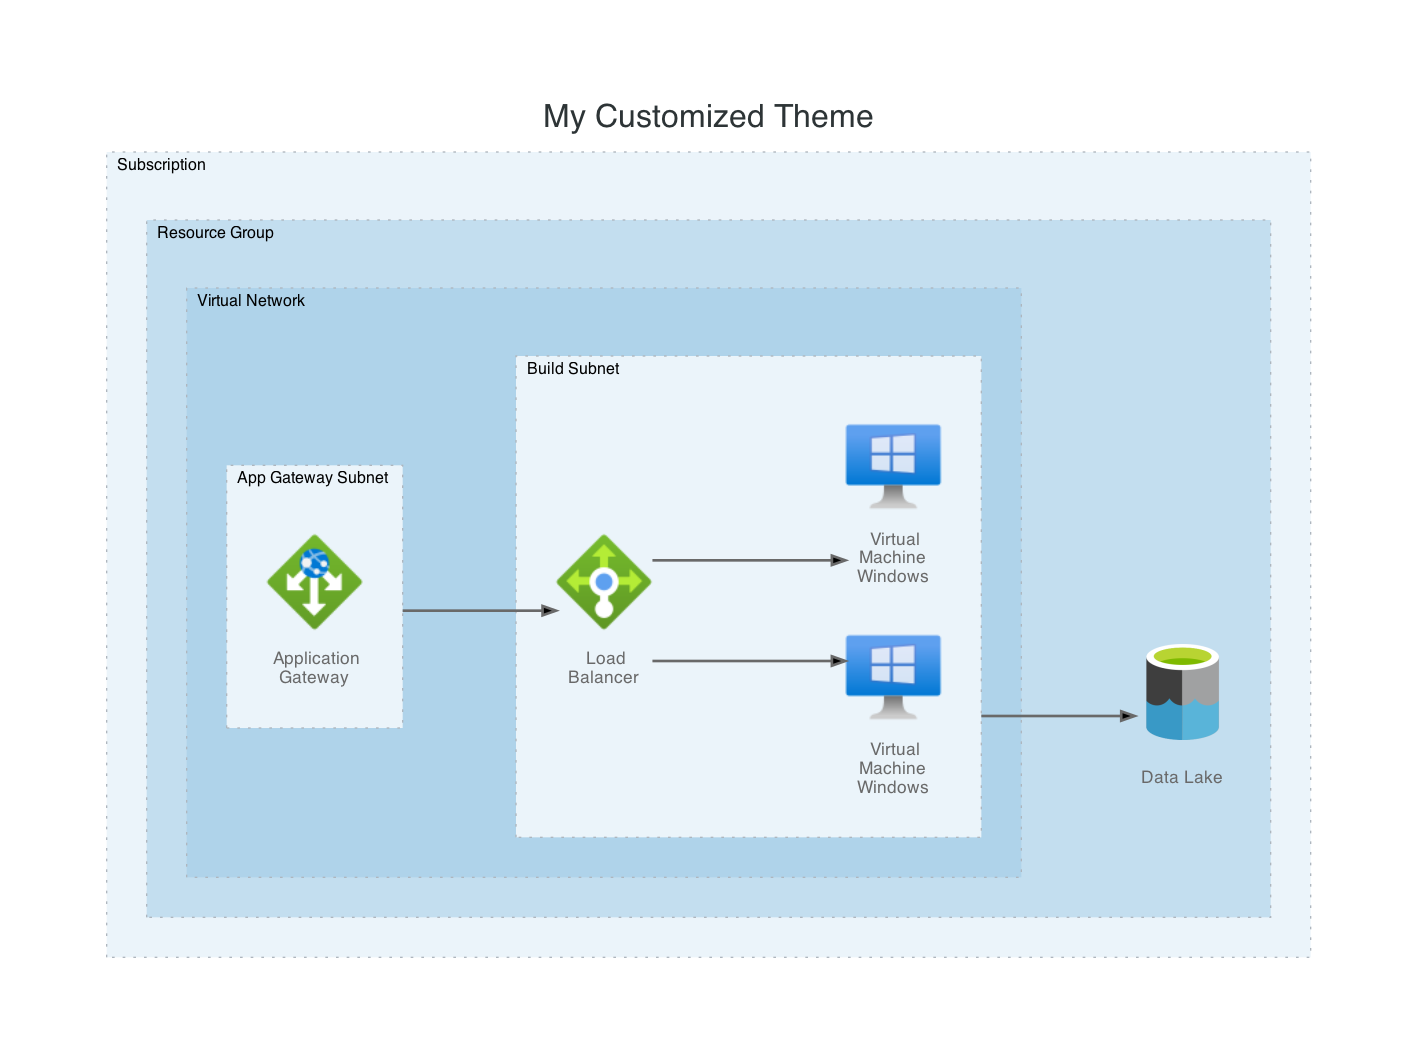 My Customized Theme
Subscription
Resource Group
Virtual Network
Build Subnet
App Gateway Subnet
Application
Gateway
Load
Balancer
Virtual
Machine
Windows
Virtual
Machine
Windows
Data Lake